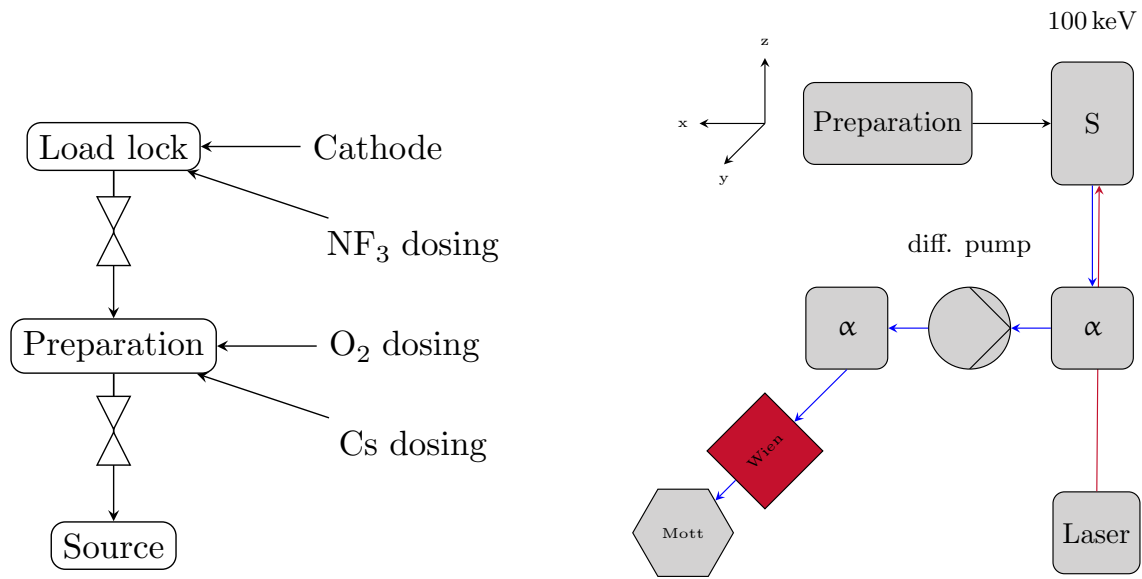 Load lock
Cathode
NF₃ dosing
Preparation
O₂ dosing
Cs dosing
Source
100 keV
z
x
y
Preparation
S
diff. pump
α
α
Wien
Mott
Laser